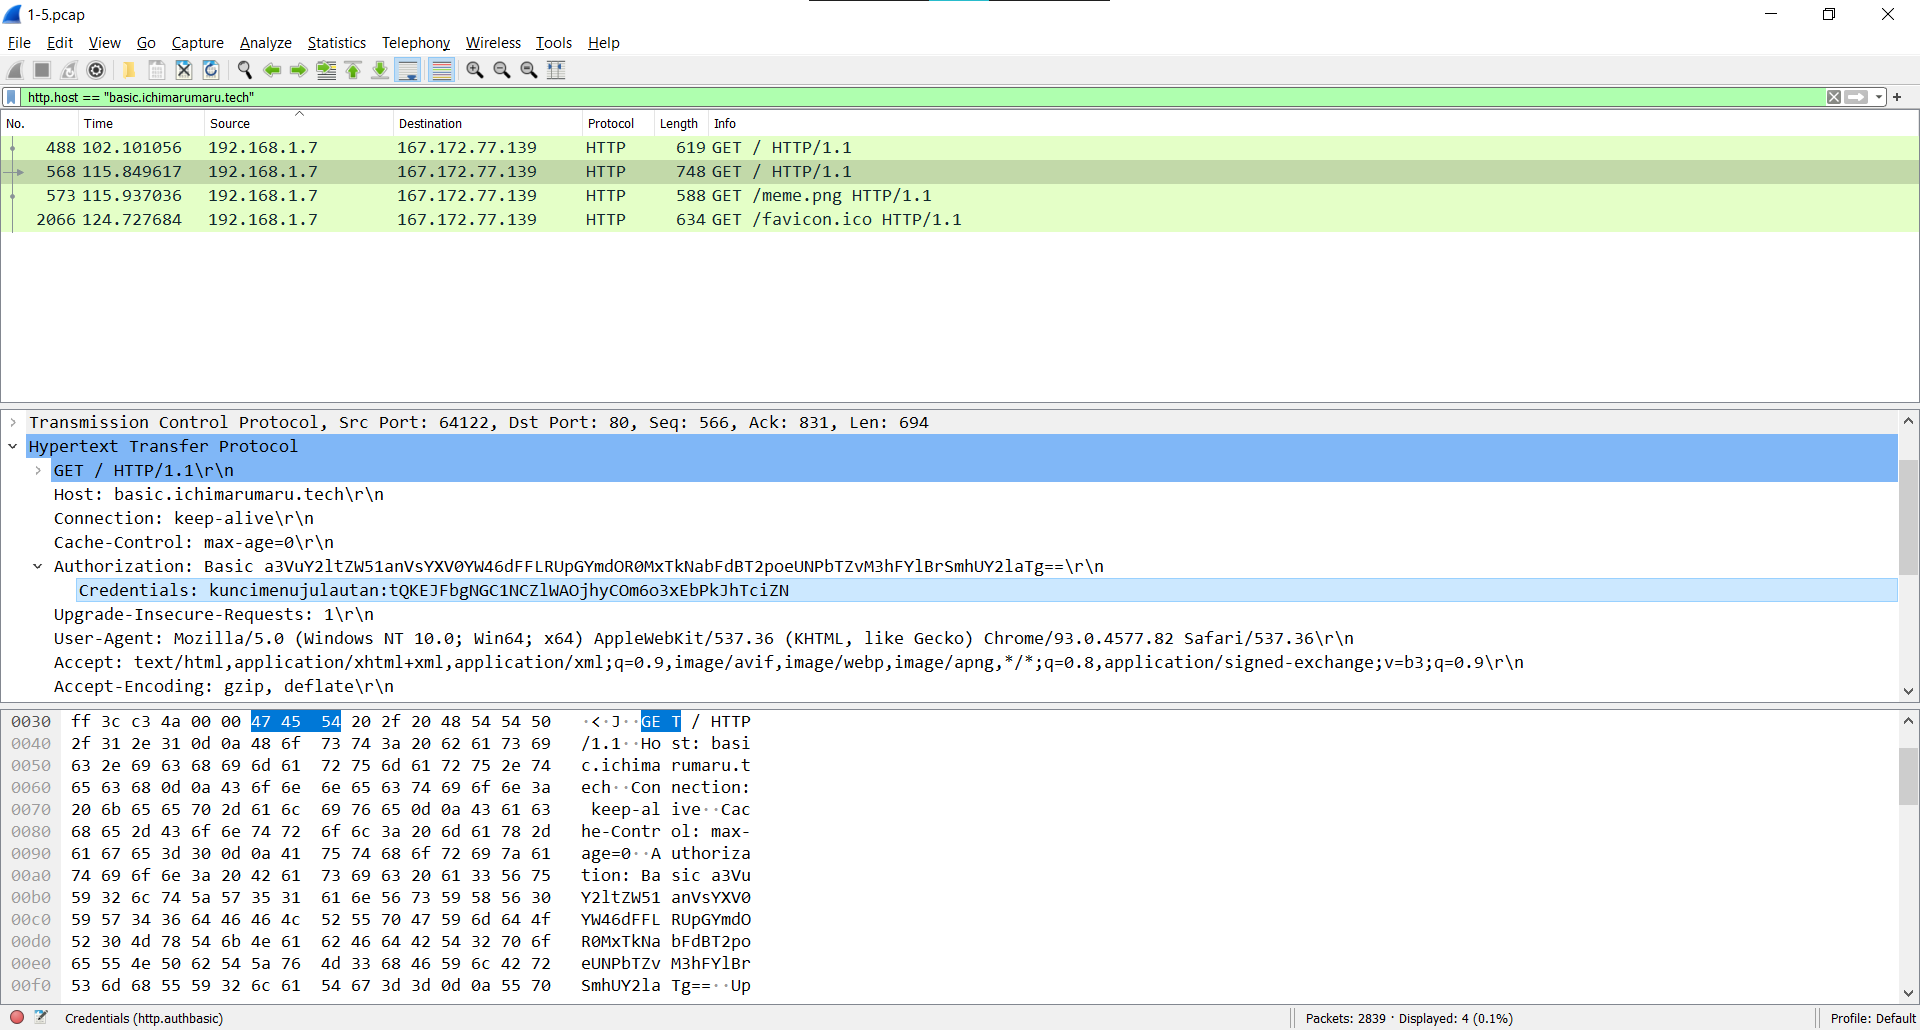 1-5.pcap
File Edit View Go Capture Analyze Statistics Telephony Wireless Tools Help
http.host == "basic.ichimarumaru.tech"
No. Time Source Destination Protocol Length Info
488 102.101056 192.168.1.7 167.172.77.139 HTTP 619 GET / HTTP/1.1
568 115.849617 192.168.1.7 167.172.77.139 HTTP 748 GET / HTTP/1.1
573 115.937036 192.168.1.7 167.172.77.139 HTTP 588 GET /meme.png HTTP/1.1
2066 124.727684 192.168.1.7 167.172.77.139 HTTP 634 GET /favicon.ico HTTP/1.1
Transmission Control Protocol, Src Port: 64122, Dst Port: 80, Seq: 566, Ack: 831, Len: 694
Hypertext Transfer Protocol
GET / HTTP/1.1\r\n
Host: basic.ichimarumaru.tech\r\n
Connection: keep-alive\r\n
Cache-Control: max-age=0\r\n
Authorization: Basic a3VuY2ltZW51anVsYXV0YW46dFFLRUpGYmdOR0MxTkNabFdBT2poeUNPbTZvM3hFYlBrSmhUY2laTg==\r\n
Credentials: kuncimenujulautan:tQKEJFbgNGC1NCZlWAOjhyCOm6o3xEbPkJhTciZN
Upgrade-Insecure-Requests: 1\r\n
User-Agent: Mozilla/5.0 (Windows NT 10.0; Win64; x64) AppleWebKit/537.36 (KHTML, like Gecko) Chrome/93.0.4577.82 Safari/537.36\r\n
Accept: text/html,application/xhtml+xml,application/xml;q=0.9,image/avif,image/webp,image/apng,*/*;q=0.8,application/signed-exchange;v=b3;q=0.9\r\n
Accept-Encoding: gzip, deflate\r\n
0030 ff 3c c3 4a 00 00 47 45 54 20 2f 20 48 54 54 50 ·<·J··GE T / HTTP
0040 2f 31 2e 31 0d 0a 48 6f 73 74 3a 20 62 61 73 69 /1.1··Ho st: basi
0050 63 2e 69 63 68 69 6d 61 72 75 6d 61 72 75 2e 74 c.ichima rumaru.t
0060 65 63 68 0d 0a 43 6f 6e 6e 65 63 74 69 6f 6e 3a ech··Con nection:
0070 20 6b 65 65 70 2d 61 6c 69 76 65 0d 0a 43 61 63 keep-al ive··Cac
0080 68 65 2d 43 6f 6e 74 72 6f 6c 3a 20 6d 61 78 2d he-Contr ol: max-
0090 61 67 65 3d 30 0d 0a 41 75 74 68 6f 72 69 7a 61 age=0··A uthoriza
00a0 74 69 6f 6e 3a 20 42 61 73 69 63 20 61 33 56 75 tion: Ba sic a3Vu
00b0 59 32 6c 74 5a 57 35 31 61 6e 56 73 59 58 56 30 Y2ltZW51 anVsYXV0
00c0 59 57 34 36 64 46 46 4c 52 55 70 47 59 6d 64 4f YW46dFFL RUpGYmdO
00d0 52 30 4d 78 54 6b 4e 61 62 46 64 42 54 32 70 6f R0MxTkNa bFdBT2po
00e0 65 55 4e 50 62 54 5a 76 4d 33 68 46 59 6c 42 72 eUNPbTZv M3hFYlBr
00f0 53 6d 68 55 59 32 6c 61 54 67 3d 3d 0d 0a 55 70 SmhUY2la Tg==··Up
Credentials (http.authbasic) Packets: 2839 · Displayed: 4 (0.1%) Profile: Default